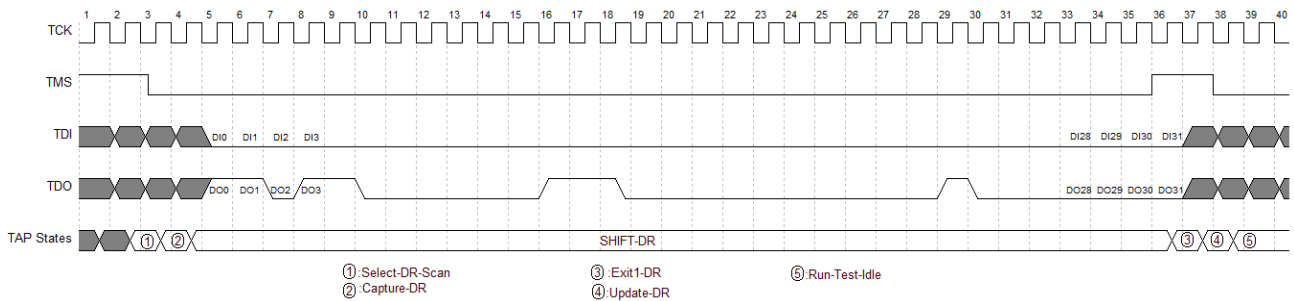 1 2 3 4 5 6 7 8 9 10 11 12 13 14 15 16 17 18 19 20 21 22 23 24 25 26 27 28 29 30 31 32 33 34 35 36 37 38 39 40
TCK
TMS
TDI DI0 DI1 DI2 DI3 DI28 DI29 DI30 DI31
TDO DO0 DO1 DO2 DO3 DO28 DO29 DO30 DO31
TAP States ① ② SHIFT-DR ③ ④ ⑤
①:Select-DR-Scan ③:Exit1-DR ⑤:Run-Test-Idle
②:Capture-DR ④:Update-DR